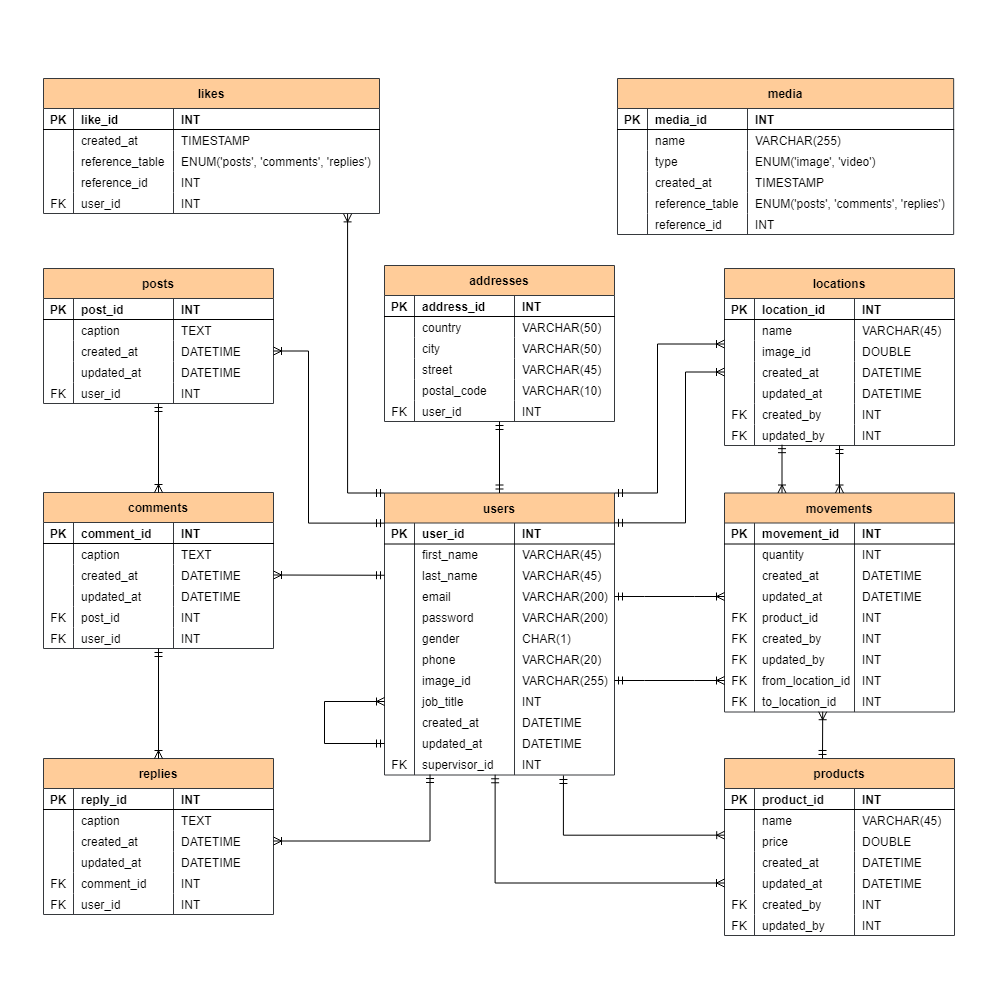 likes
PK like_id INT
created_at TIMESTAMP
reference_table ENUM('posts', 'comments', 'replies')
reference_id INT
FK user_id INT
media
PK media_id INT
name VARCHAR(255)
type ENUM('image', 'video')
created_at TIMESTAMP
reference_table ENUM('posts', 'comments', 'replies')
reference_id INT
posts
PK post_id INT
caption TEXT
created_at DATETIME
updated_at DATETIME
FK user_id INT
addresses
PK address_id INT
country VARCHAR(50)
city VARCHAR(50)
street VARCHAR(45)
postal_code VARCHAR(10)
FK user_id INT
locations
PK location_id INT
name VARCHAR(45)
image_id DOUBLE
created_at DATETIME
updated_at DATETIME
FK created_by INT
FK updated_by INT
comments
PK comment_id INT
caption TEXT
created_at DATETIME
updated_at DATETIME
FK post_id INT
FK user_id INT
users
PK user_id INT
first_name VARCHAR(45)
last_name VARCHAR(45)
email VARCHAR(200)
password VARCHAR(200)
gender CHAR(1)
phone VARCHAR(20)
image_id VARCHAR(255)
job_title INT
created_at DATETIME
updated_at DATETIME
FK supervisor_id INT
movements
PK movement_id INT
quantity INT
created_at DATETIME
updated_at DATETIME
FK product_id INT
FK created_by INT
FK updated_by INT
FK from_location_id INT
FK to_location_id INT
replies
PK reply_id INT
caption TEXT
created_at DATETIME
updated_at DATETIME
FK comment_id INT
FK user_id INT
products
PK product_id INT
name VARCHAR(45)
price DOUBLE
created_at DATETIME
updated_at DATETIME
FK created_by INT
FK updated_by INT